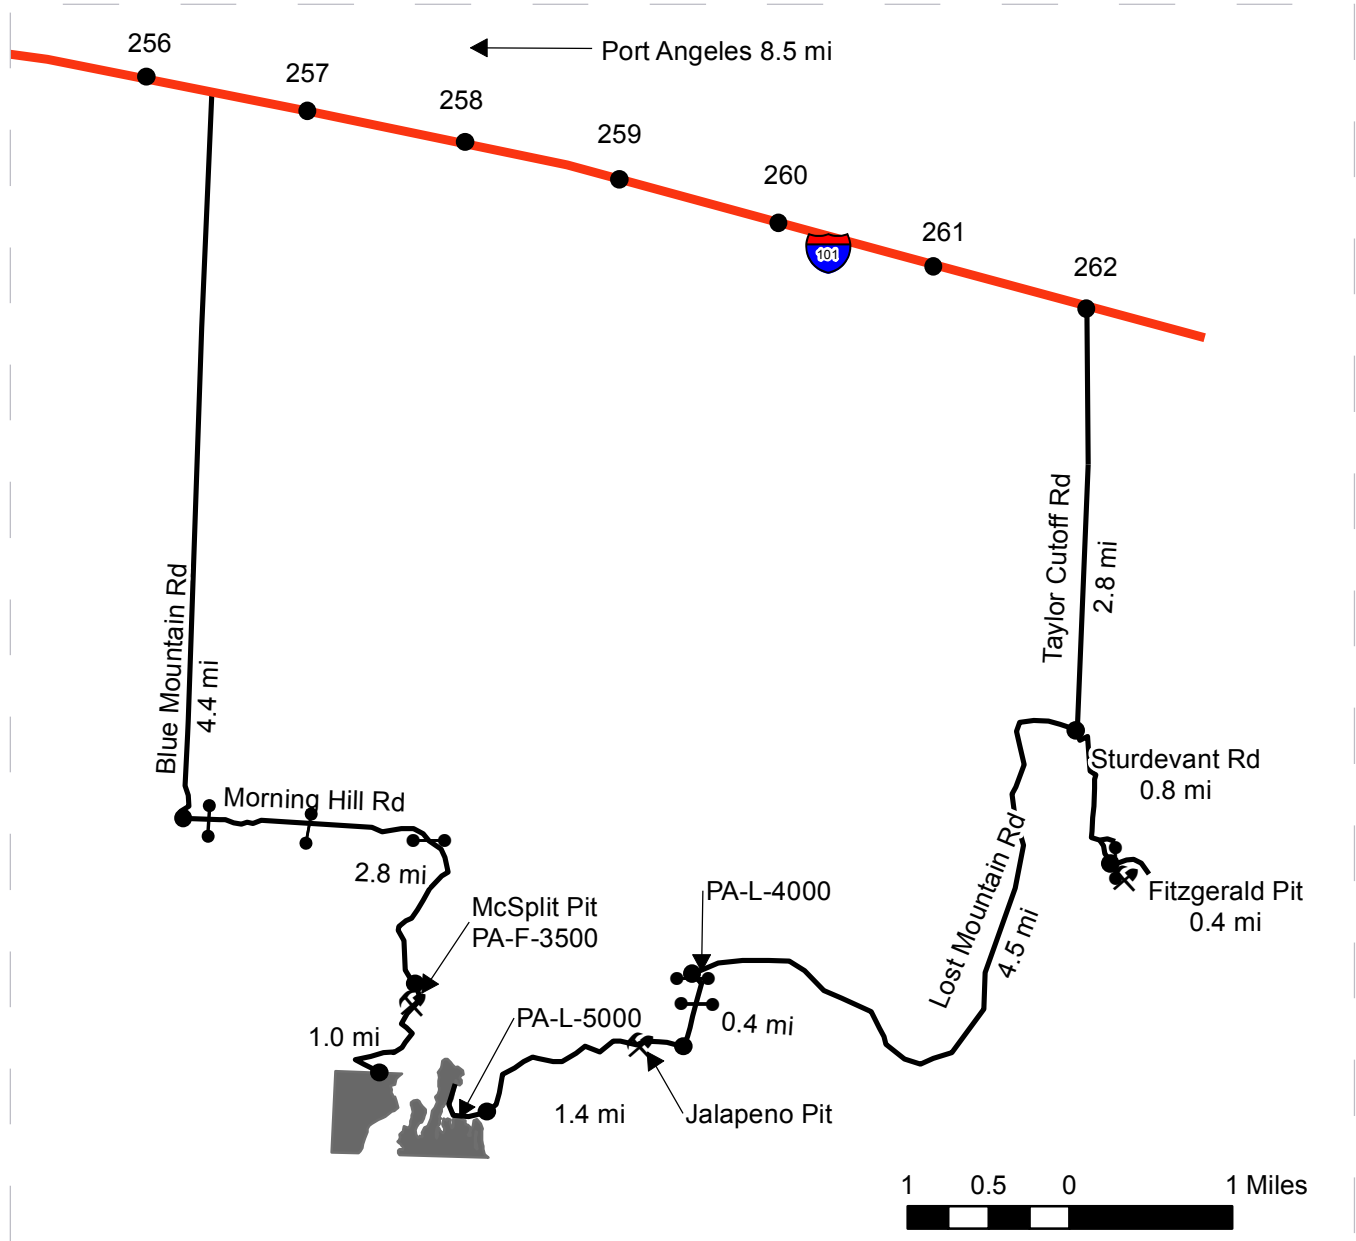 256
Port Angeles 8.5 mi
257
258
259
260
101
261
262
Taylor Cutoff Rd
2.8 mi
Blue Mountain Rd
4.4 mi
Sturdevant Rd
0.8 mi
Morning Hill Rd
2.8 mi
Lost Mountain Rd
4.5 mi
Fitzgerald Pit
0.4 mi
PA-L-4000
McSplit Pit
PA-F-3500
PA-L-5000
0.4 mi
1.0 mi
1.4 mi
Jalapeno Pit
1 0.5 0 1 Miles